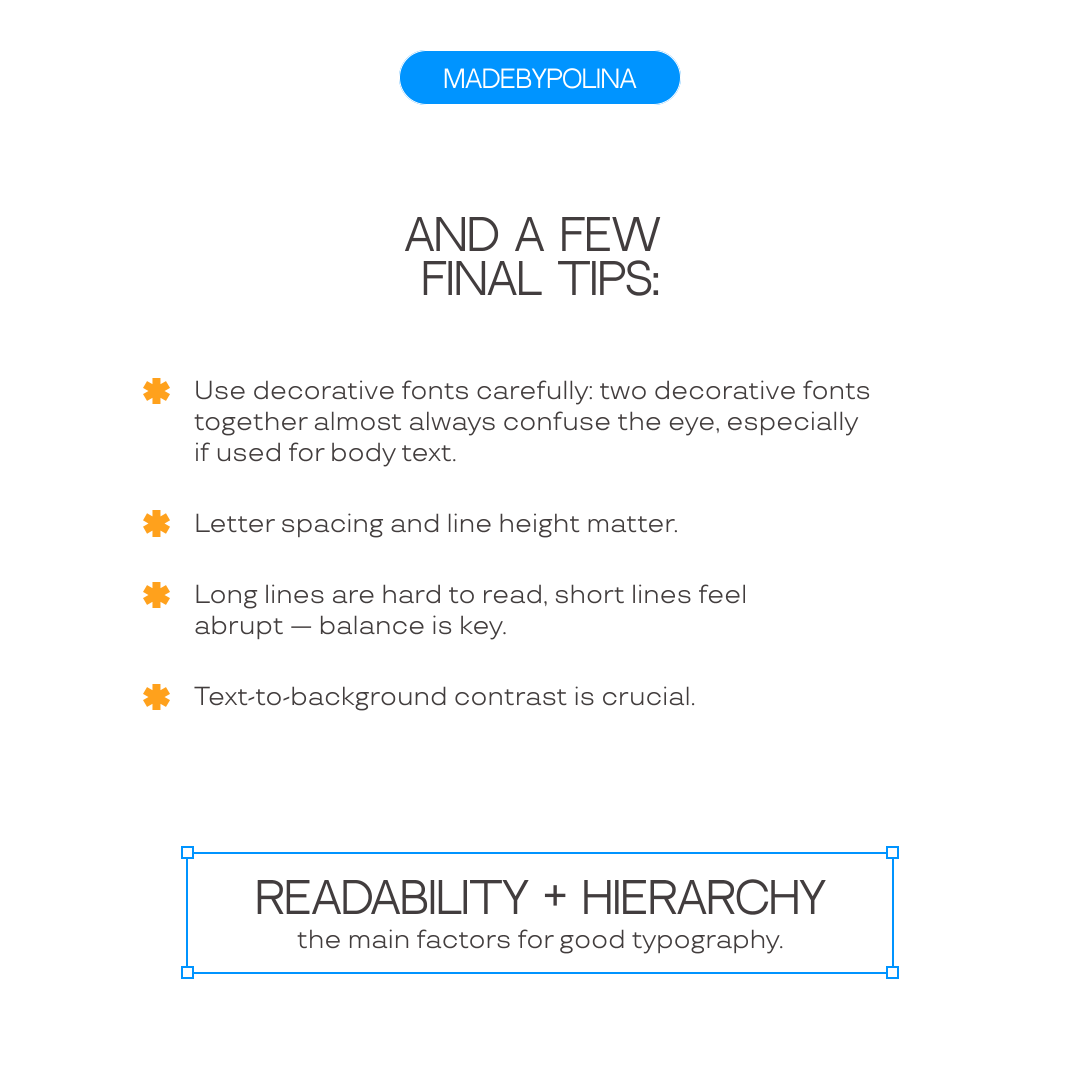 MADEBYPOLINA
AND A FEW
FINAL TIPS:
Use decorative fonts carefully: two decorative fonts
together almost always confuse the eye, especially
if used for body text.
Letter spacing and line height matter.
Long lines are hard to read, short lines feel
abrupt — balance is key.
Text-to-background contrast is crucial.
READABILITY + HIERARCHY
the main factors for good typography.